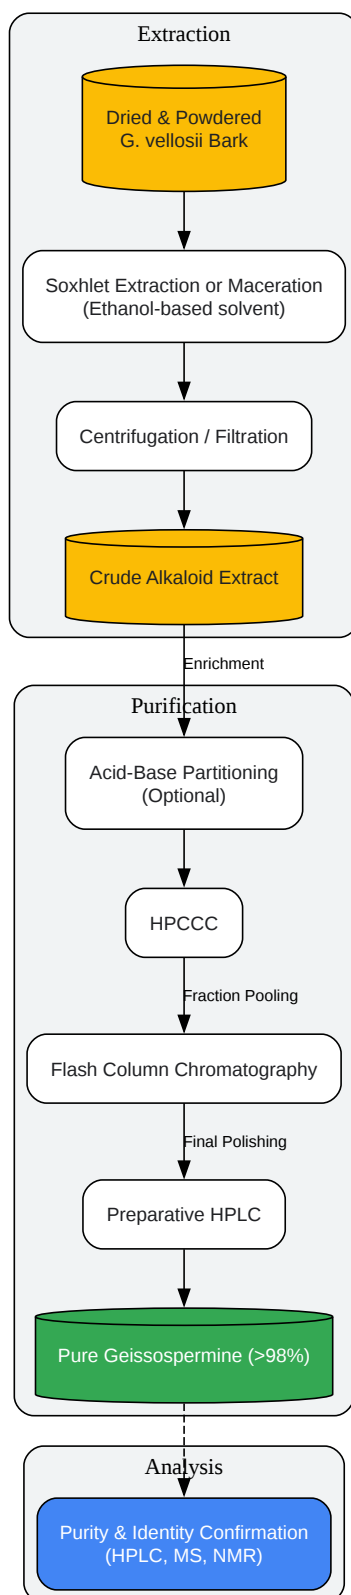 Extraction
Dried & Powdered
G. vellosii Bark
Soxhlet Extraction or Maceration
(Ethanol-based solvent)
Centrifugation / Filtration
Crude Alkaloid Extract
Enrichment
Purification
Acid-Base Partitioning
(Optional)
HPCCC
Fraction Pooling
Flash Column Chromatography
Final Polishing
Preparative HPLC
Pure Geissospermine (>98%)
Analysis
Purity & Identity Confirmation
(HPLC, MS, NMR)